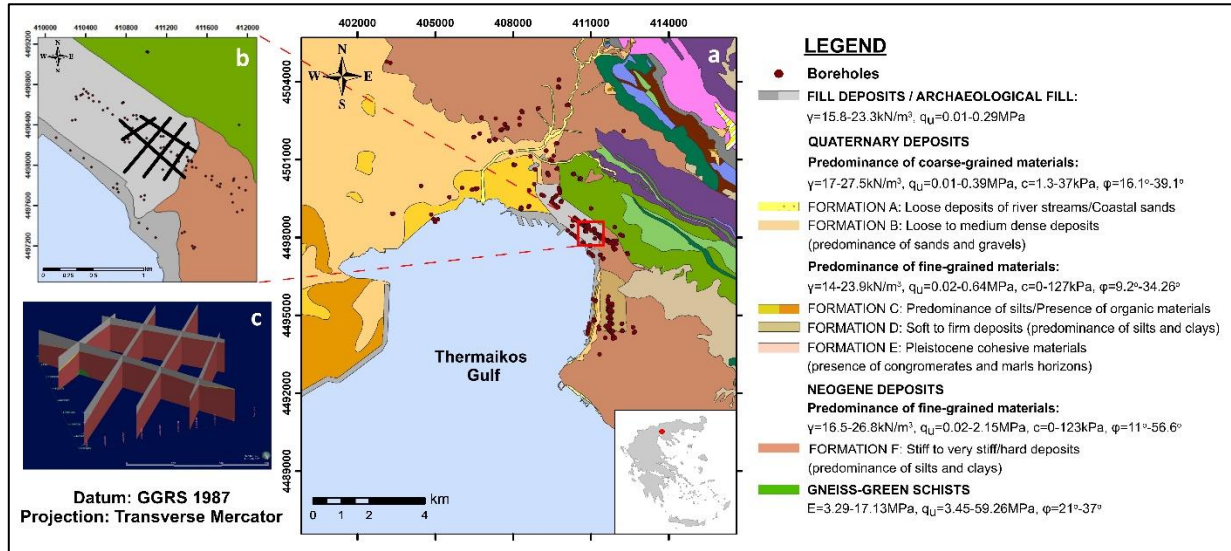 410000 410400 410800 411200 411600 412000
4489200
4498800
4498400
4498000
4497600
4497200
b
N
W E
S
0 0.25 0.5 1
km
c
Datum: GGRS 1987
Projection: Transverse Mercator
402000 405000 408000 411000 414000
4504000
4501000
4498000
4495000
4492000
4489000
a
N
W E
S
Thermaikos
Gulf
km
0 1 2 4
LEGEND
Boreholes
FILL DEPOSITS / ARCHAEOLOGICAL FILL:
γ=15.8-23.3kN/m³, qu=0.01-0.29MPa
QUATERNARY DEPOSITS
Predominance of coarse-grained materials:
γ=17-27.5kN/m³, qu=0.01-0.39MPa, c=1.3-37kPa, φ=16.1º-39.1º
FORMATION A: Loose deposits of river streams/Coastal sands
FORMATION B: Loose to medium dense deposits
(predominance of sands and gravels)
Predominance of fine-grained materials:
γ=14-23.9kN/m³, qu=0.02-0.64MPa, c=0-127kPa, φ=9.2º-34.26º
FORMATION C: Predominance of silts/Presence of organic materials
FORMATION D: Soft to firm deposits (predominance of silts and clays)
FORMATION E: Pleistocene cohesive materials
(presence of congromerates and marls horizons)
NEOGENE DEPOSITS
Predominance of fine-grained materials:
γ=16.5-26.8kN/m³, qu=0.02-2.15MPa, c=0-123kPa, φ=11º-56.6º
FORMATION F: Stiff to very stiff/hard deposits
(predominance of silts and clays)
GNEISS-GREEN SCHISTS
E=3.29-17.13MPa, qu=3.45-59.26MPa, φ=21º-37º